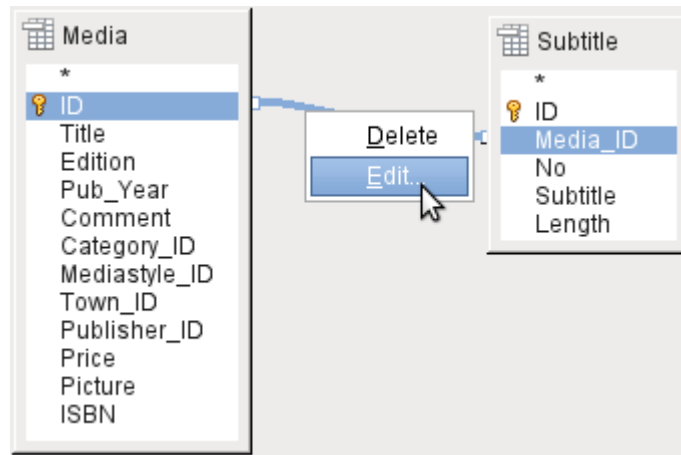 Media
*
ID
Title
Edition
Pub_Year
Comment
Category_ID
Mediastyle_ID
Town_ID
Publisher_ID
Price
Picture
ISBN
Delete
Edit...
Subtitle
*
ID
Media_ID
No
Subtitle
Length